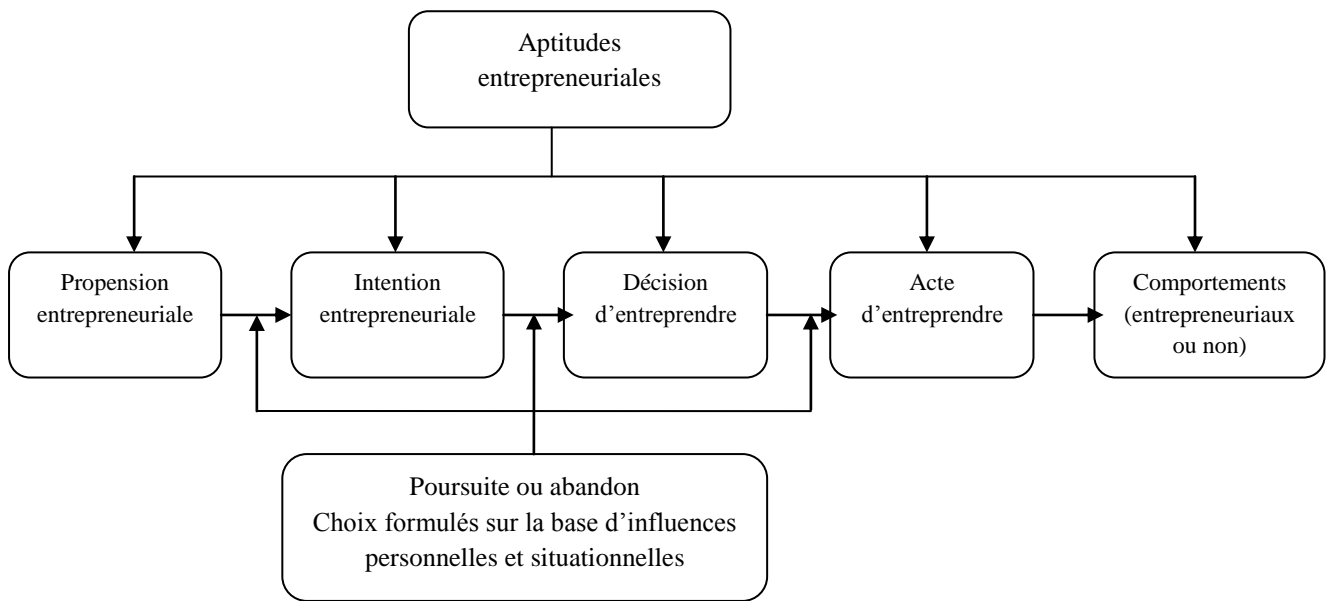 Aptitudes
entrepreneuriales
Propension
entrepreneuriale
Intention
entrepreneuriale
Décision
d’entreprendre
Acte
d’entreprendre
Comportements
(entrepreneuriaux
ou non)
Poursuite ou abandon
Choix formulés sur la base d’influences
personnelles et situationnelles